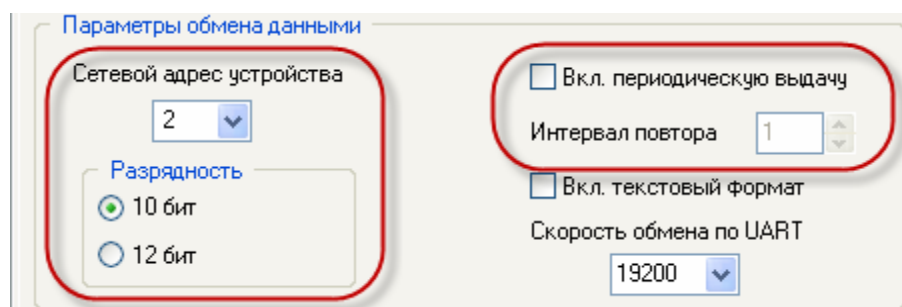 Параметры обмена данными
Сетевой адрес устройства
2
Разрядность
10 бит
12 бит
Вкл. периодическую выдачу
Интервал повтора 1
Вкл. текстовый формат
Скорость обмена по UART
19200